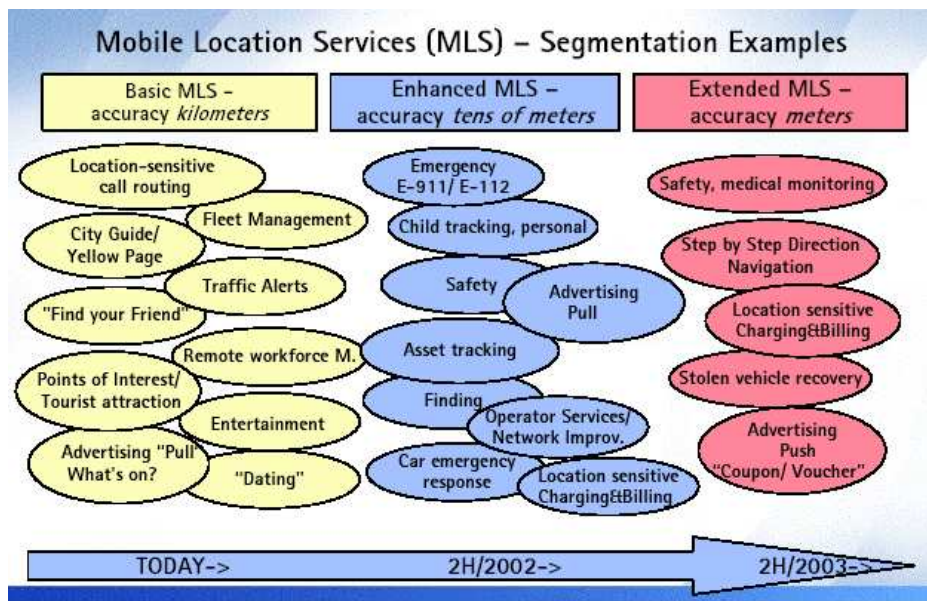 Mobile Location Services (MLS) – Segmentation Examples
Basic MLS –
accuracy kilometers
Enhanced MLS –
accuracy tens of meters
Extended MLS –
accuracy meters
Location-sensitive
call routing
Fleet Management
City Guide/
Yellow Page
Traffic Alerts
"Find your Friend"
Remote workforce M.
Points of Interest/
Tourist attraction
Entertainment
Advertising "Pull"
What's on?
"Dating"
Emergency
E-911/ E-112
Child tracking, personal
Safety
Advertising
Pull
Asset tracking
Finding
Operator Services/
Network Improv.
Car emergency
response
Location sensitive
Charging&Billing
Safety, medical monitoring
Step by Step Direction
Navigation
Location sensitive
Charging&Billing
Stolen vehicle recovery
Advertising
Push
"Coupon/ Voucher"
TODAY->
2H/2002->
2H/2003->